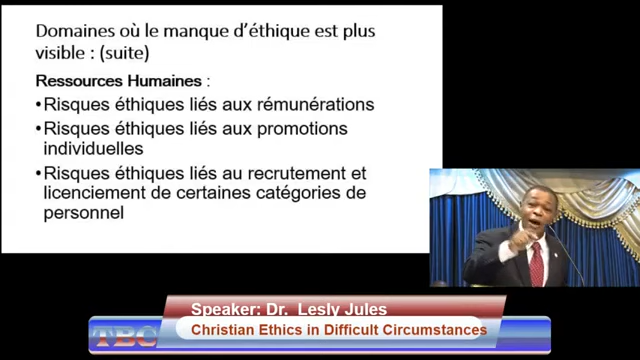 Domaines où le manque d'éthique est plus
visible : (suite)
Ressources Humaines :
•Risques éthiques liés aux rémunérations
•Risques éthiques liés aux promotions
individuelles
•Risques éthiques liés au recrutement et
licenciement de certaines catégories de
personnel
Speaker: Dr. Lesly Jules
TBC
Christian Ethics in Difficult Circumstances